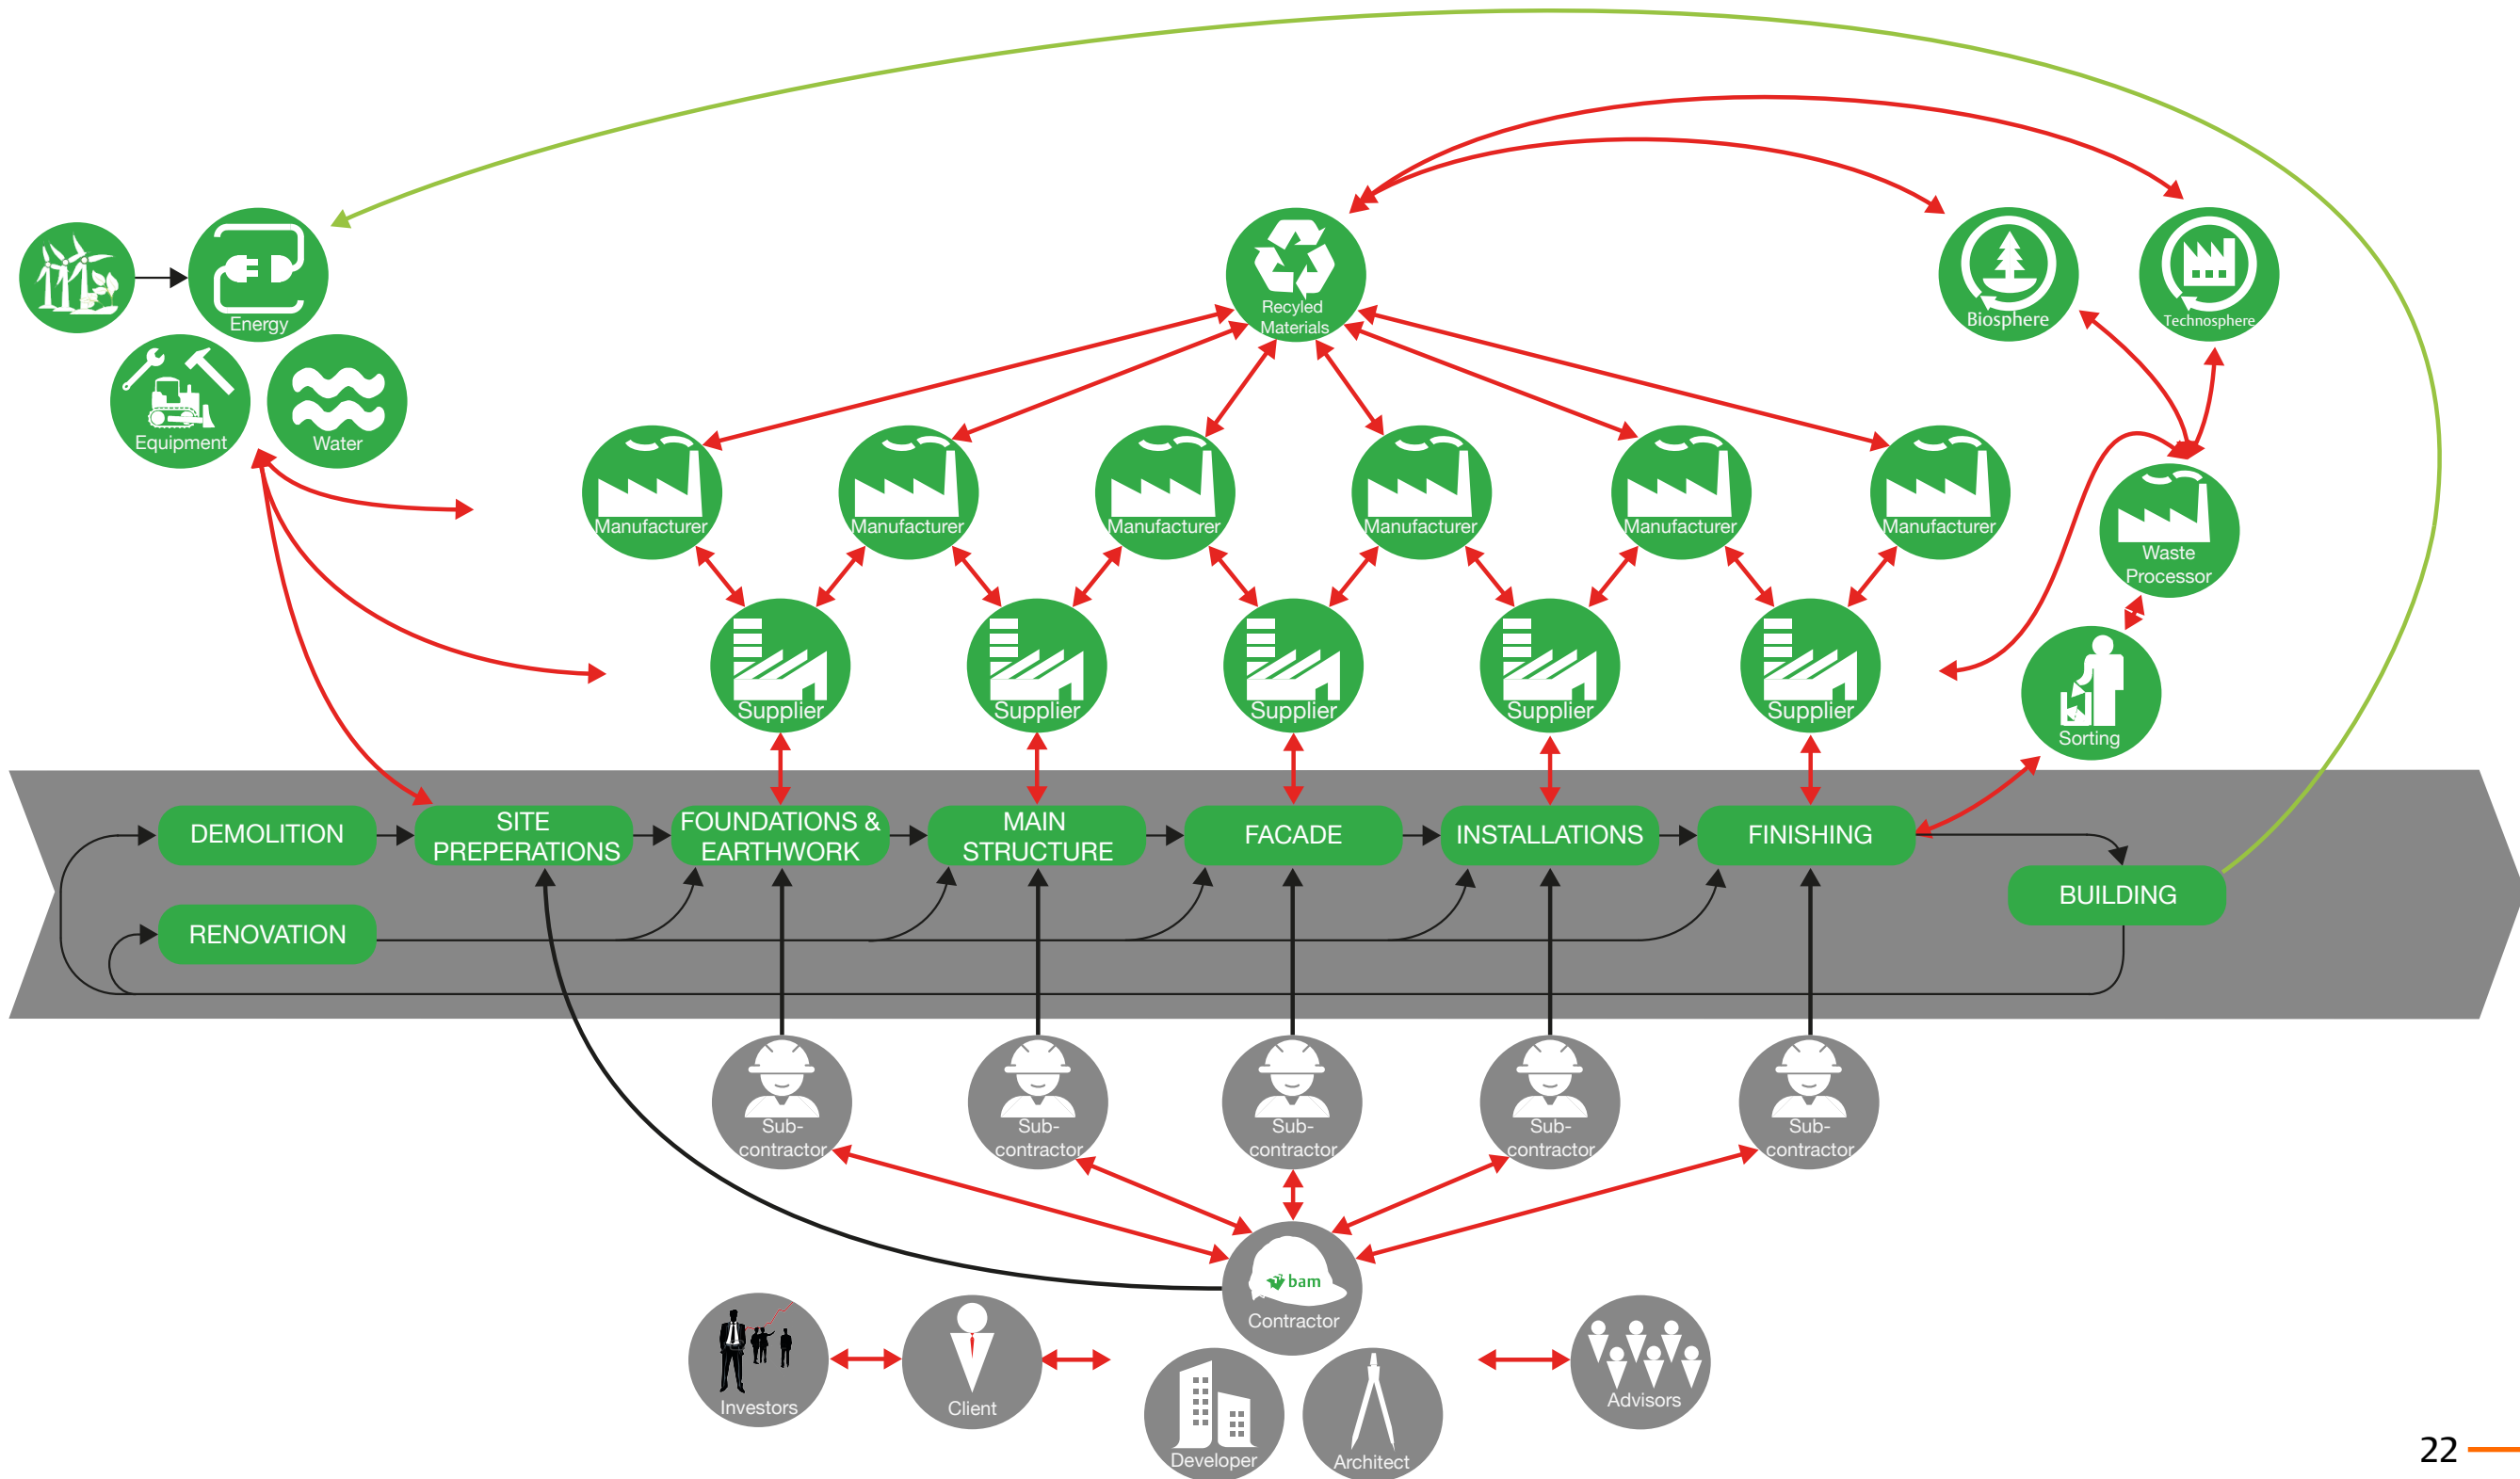 Energy
Equipment
Water
Recyled
Materials
Biosphere
Technosphere
Manufacturer
Manufacturer
Manufacturer
Manufacturer
Manufacturer
Manufacturer
Waste
Processor
Supplier
Supplier
Supplier
Supplier
Supplier
Sorting
DEMOLITION
SITE
PREPERATIONS
FOUNDATIONS &
EARTHWORK
MAIN
STRUCTURE
FACADE
INSTALLATIONS
FINISHING
BUILDING
RENOVATION
Sub-
contractor
Sub-
contractor
Sub-
contractor
Sub-
contractor
Sub-
contractor
bam
Contractor
Investors
Client
Developer
Architect
Advisors
22